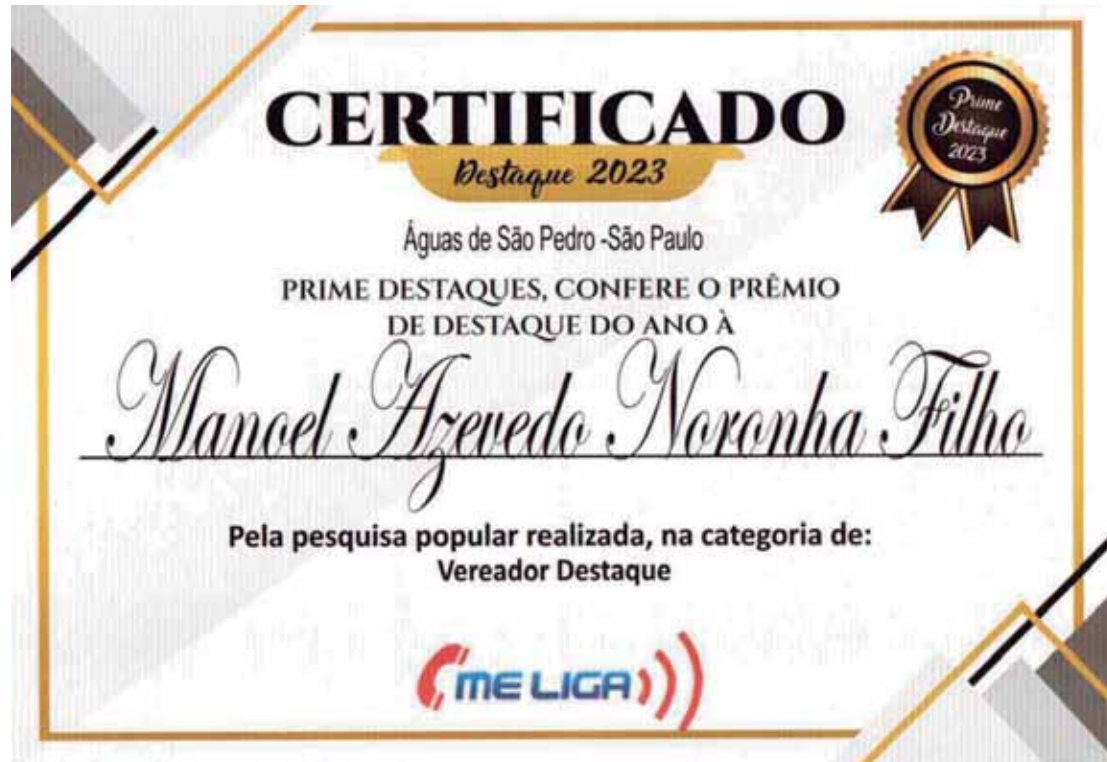 CERTIFICADO
Destaque 2023
Prime
Destaque
2023
Águas de São Pedro -São Paulo
PRIME DESTAQUES, CONFERE O PRÊMIO
DE DESTAQUE DO ANO À
Manoel Azevedo Noronha Filho
Pela pesquisa popular realizada, na categoria de:
Vereador Destaque
ME LIGA